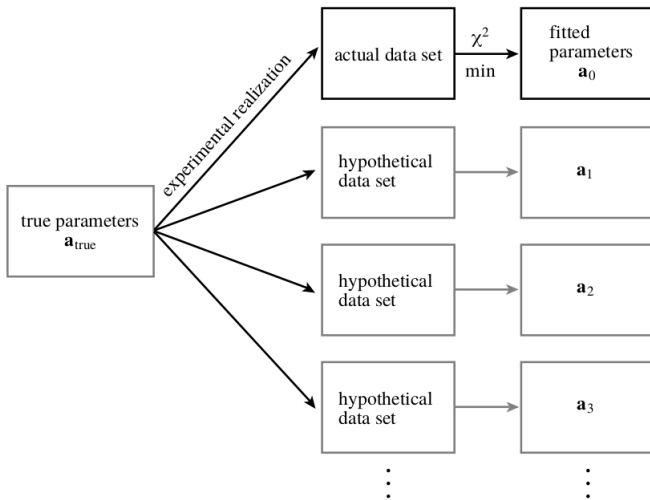 actual data set
χ²
min
fitted
parameters
a₀
experimental realization
hypothetical
data set
a₁
true parameters
a_true
hypothetical
data set
a₂
hypothetical
data set
a₃
⋮
⋮